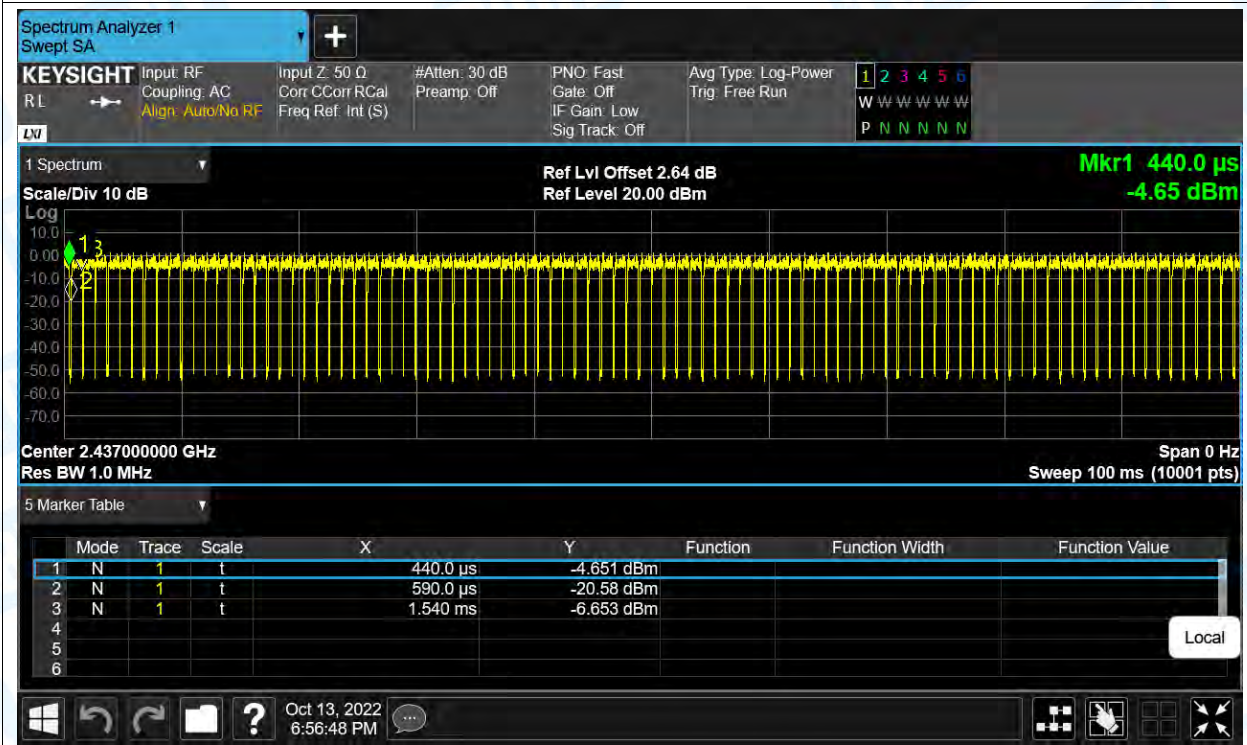 Spectrum Analyzer 1
Swept SA
KEYSIGHT Input: RF Input Z: 50 Ω #Atten: 30 dB PNO: Fast Avg Type: Log-Power 1 2 3 4 5 6
R L Coupling: AC Corr CCorr RCal Preamp: Off Gate: Off Trig: Free Run W W W W W W
Align: Auto/No RF Freq Ref: Int (S) IF Gain: Low
LXI Sig Track: Off P N N N N N
1 Spectrum Ref Lvl Offset 2.64 dB Mkr1 440.0 µs
Scale/Div 10 dB Ref Level 20.00 dBm -4.65 dBm
Log
10.0
1 3
0.00
-10.0 2
-20.0
-30.0
-40.0
-50.0
-60.0
-70.0
Center 2.437000000 GHz Span 0 Hz
Res BW 1.0 MHz Sweep 100 ms (10001 pts)
5 Marker Table
Mode Trace Scale X Y Function Function Width Function Value
1 N 1 t 440.0 µs -4.651 dBm
2 N 1 t 590.0 µs -20.58 dBm
3 N 1 t 1.540 ms -6.653 dBm
4
5
6
Local
? Oct 13, 2022
6:56:48 PM